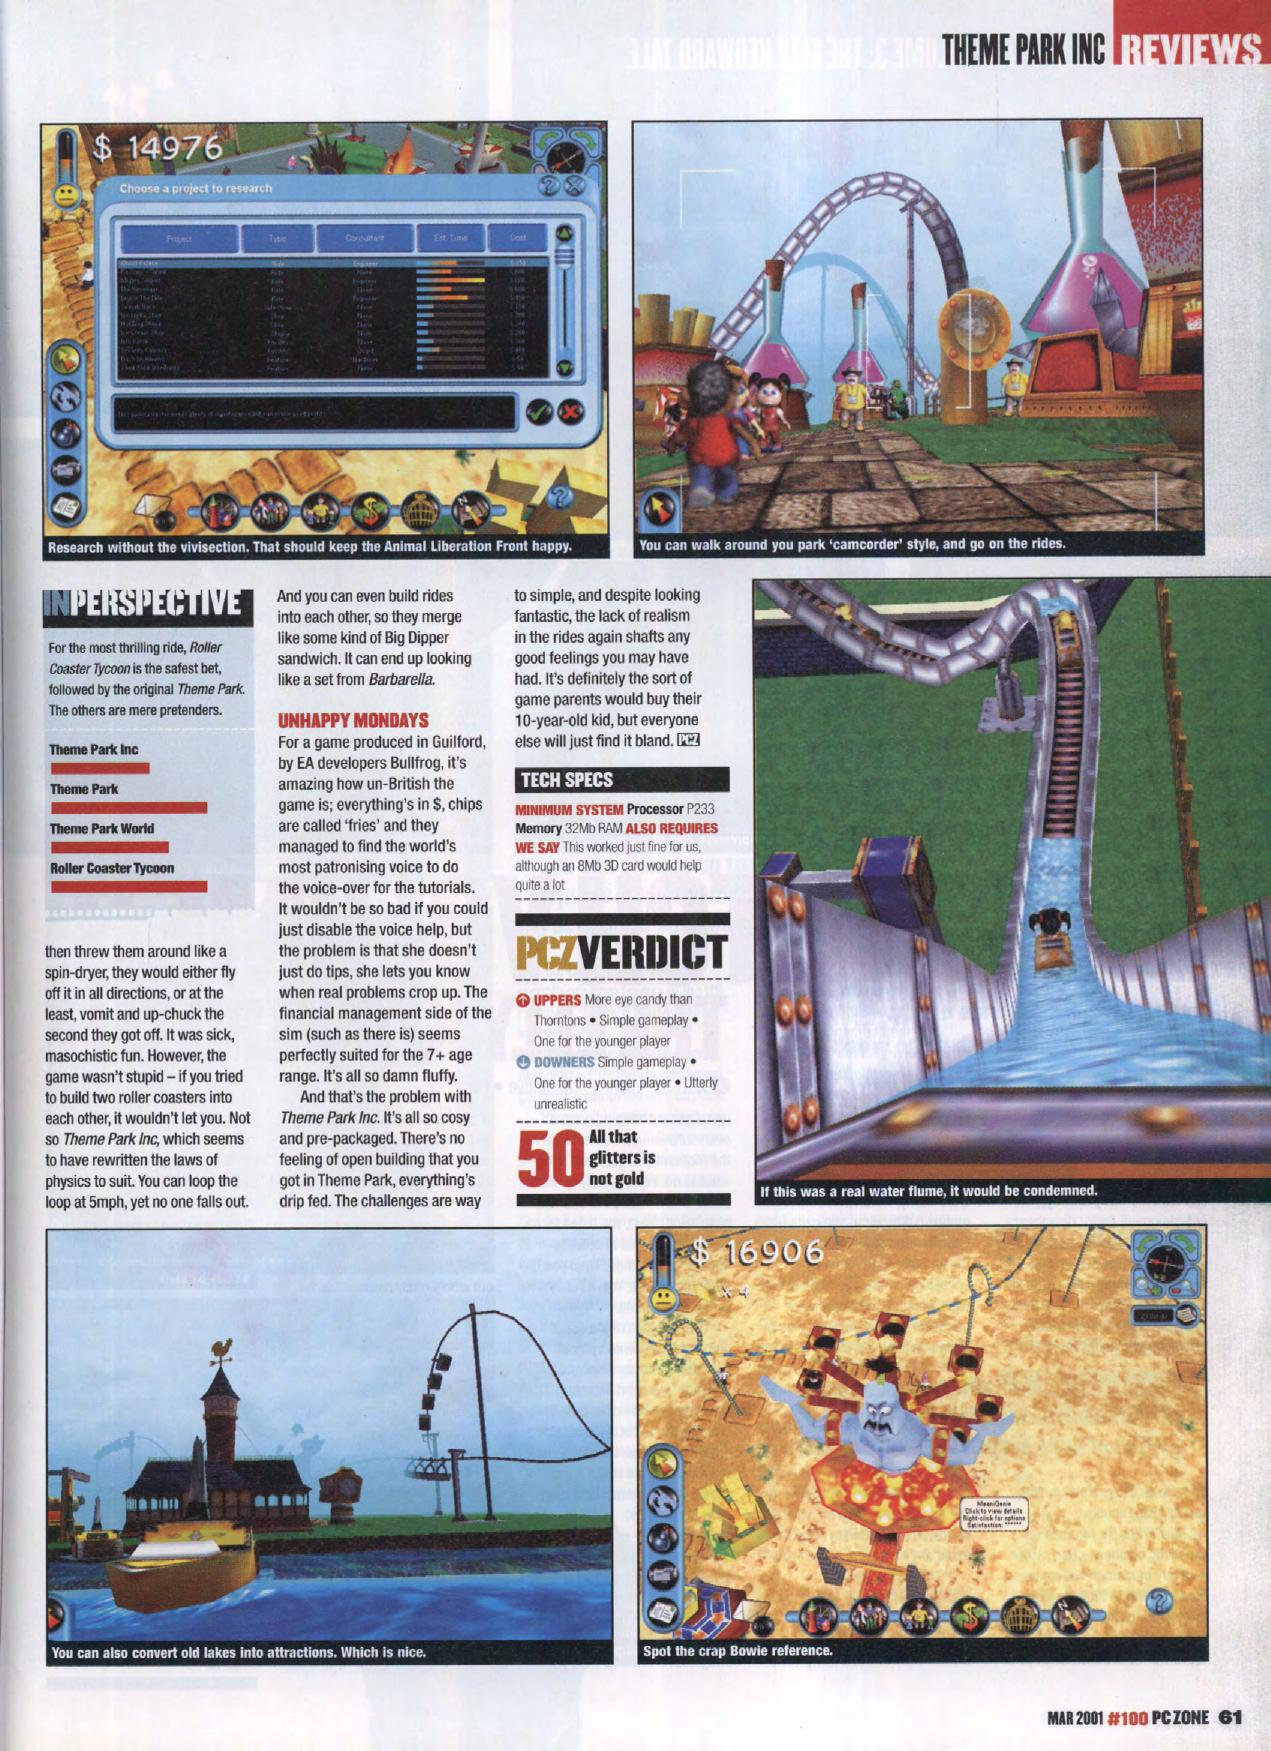 THEME PARK INC REVIEWS
$ 14976
Choose a project to research
Project Type Consultant Est. Time Cost
Research without the vivisection. That should keep the Animal Liberation Front happy.
You can walk around you park ‘camcorder’ style, and go on the rides.
INPERSPECTIVE
For the most thrilling ride, Roller
Coaster Tycoon is the safest bet,
followed by the original Theme Park.
The others are mere pretenders.
Theme Park Inc
Theme Park
Theme Park World
Roller Coaster Tycoon
then threw them around like a
spin-dryer, they would either fly
off it in all directions, or at the
least, vomit and up-chuck the
second they got off. It was sick,
masochistic fun. However, the
game wasn't stupid – if you tried
to build two roller coasters into
each other, it wouldn't let you. Not
so Theme Park Inc, which seems
to have rewritten the laws of
physics to suit. You can loop the
loop at 5mph, yet no one falls out.
And you can even build rides
into each other, so they merge
like some kind of Big Dipper
sandwich. It can end up looking
like a set from Barbarella.
UNHAPPY MONDAYS
For a game produced in Guilford,
by EA developers Bullfrog, it's
amazing how un-British the
game is; everything's in $, chips
are called ‘fries’ and they
managed to find the world's
most patronising voice to do
the voice-over for the tutorials.
It wouldn't be so bad if you could
just disable the voice help, but
the problem is that she doesn't
just do tips, she lets you know
when real problems crop up. The
financial management side of the
sim (such as there is) seems
perfectly suited for the 7+ age
range. It's all so damn fluffy.
And that's the problem with
Theme Park Inc. It's all so cosy
and pre-packaged. There's no
feeling of open building that you
got in Theme Park, everything's
drip fed. The challenges are way
to simple, and despite looking
fantastic, the lack of realism
in the rides again shafts any
good feelings you may have
had. It's definitely the sort of
game parents would buy their
10-year-old kid, but everyone
else will just find it bland. PCZ
TECH SPECS
MINIMUM SYSTEM Processor P233
Memory 32Mb RAM ALSO REQUIRES
WE SAY This worked just fine for us,
although an 8Mb 3D card would help
quite a lot
PCZVERDICT
UPPERS More eye candy than
Thorntons • Simple gameplay •
One for the younger player
DOWNERS Simple gameplay •
One for the younger player • Utterly
unrealistic
50 All that
glitters is
not gold
If this was a real water flume, it would be condemned.
You can also convert old lakes into attractions. Which is nice.
$ 16906
x 4
MeaniGenie
Click to view details
Right-click for options
Satisfaction: ******
Spot the crap Bowie reference.
MAR 2001 #100 PC ZONE 61